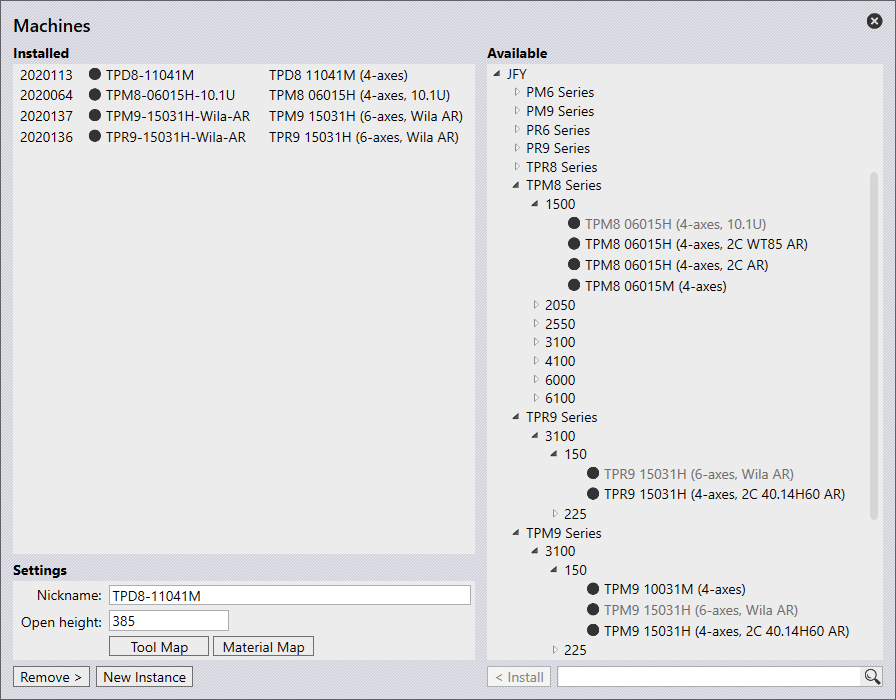 Machines
Installed
2020113 TPD8-11041M TPD8 11041M (4-axes)
2020064 TPM8-06015H-10.1U TPM8 06015H (4-axes, 10.1U)
2020137 TPM9-15031H-Wila-AR TPM9 15031H (6-axes, Wila AR)
2020136 TPR9-15031H-Wila-AR TPR9 15031H (6-axes, Wila AR)
Settings
Nickname: TPD8-11041M
Open height: 385
Tool Map Material Map
Remove > New Instance
Available
JFY
PM6 Series
PM9 Series
PR6 Series
PR9 Series
TPR8 Series
TPM8 Series
1500
TPM8 06015H (4-axes, 10.1U)
TPM8 06015H (4-axes, 2C WT85 AR)
TPM8 06015H (4-axes, 2C AR)
TPM8 06015M (4-axes)
2050
2550
3100
4100
6000
6100
TPR9 Series
3100
150
TPR9 15031H (6-axes, Wila AR)
TPR9 15031H (4-axes, 2C 40.14H60 AR)
225
TPM9 Series
3100
150
TPM9 10031M (4-axes)
TPM9 15031H (6-axes, Wila AR)
TPM9 15031H (4-axes, 2C 40.14H60 AR)
225
< Install